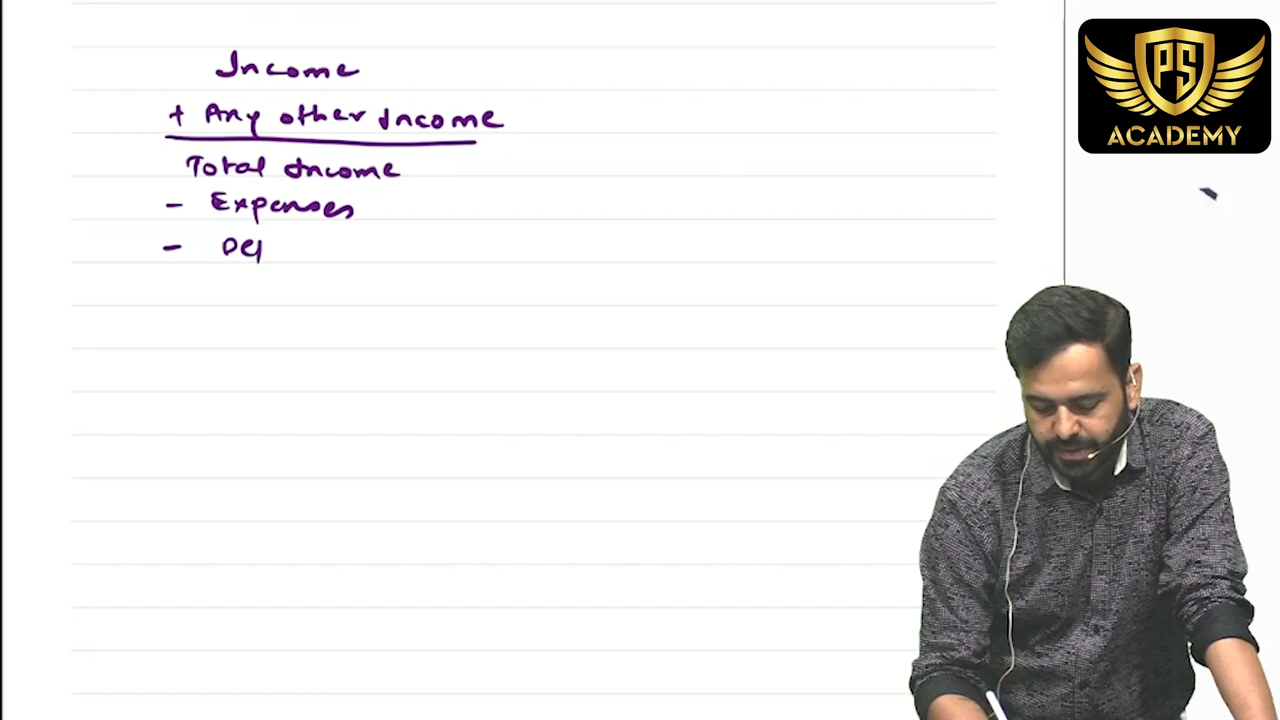 Income
+ Any other Income
Total Income
- Expenses
-
PS
ACADEMY